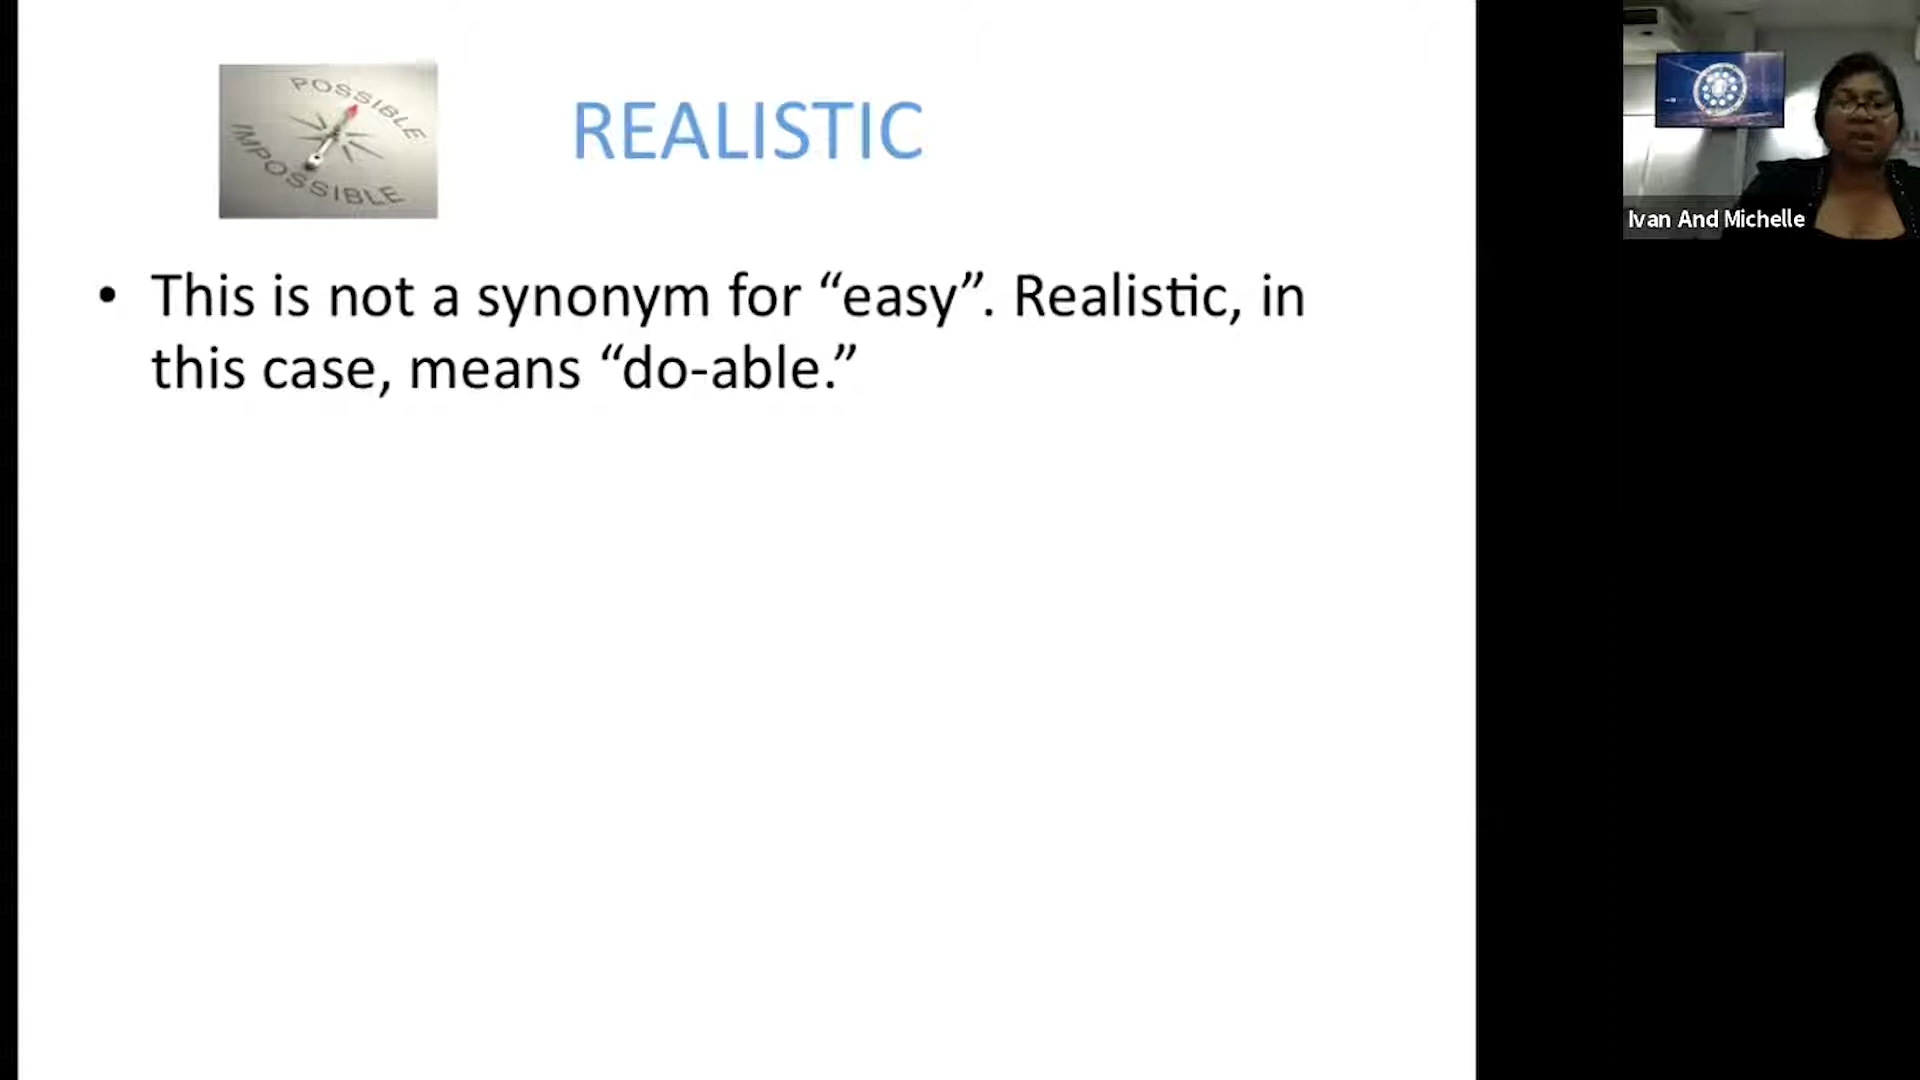 POSSIBLE
IMPOSSIBLE
REALISTIC
• This is not a synonym for “easy”. Realistic, in
this case, means “do-able.”
Ivan And Michelle